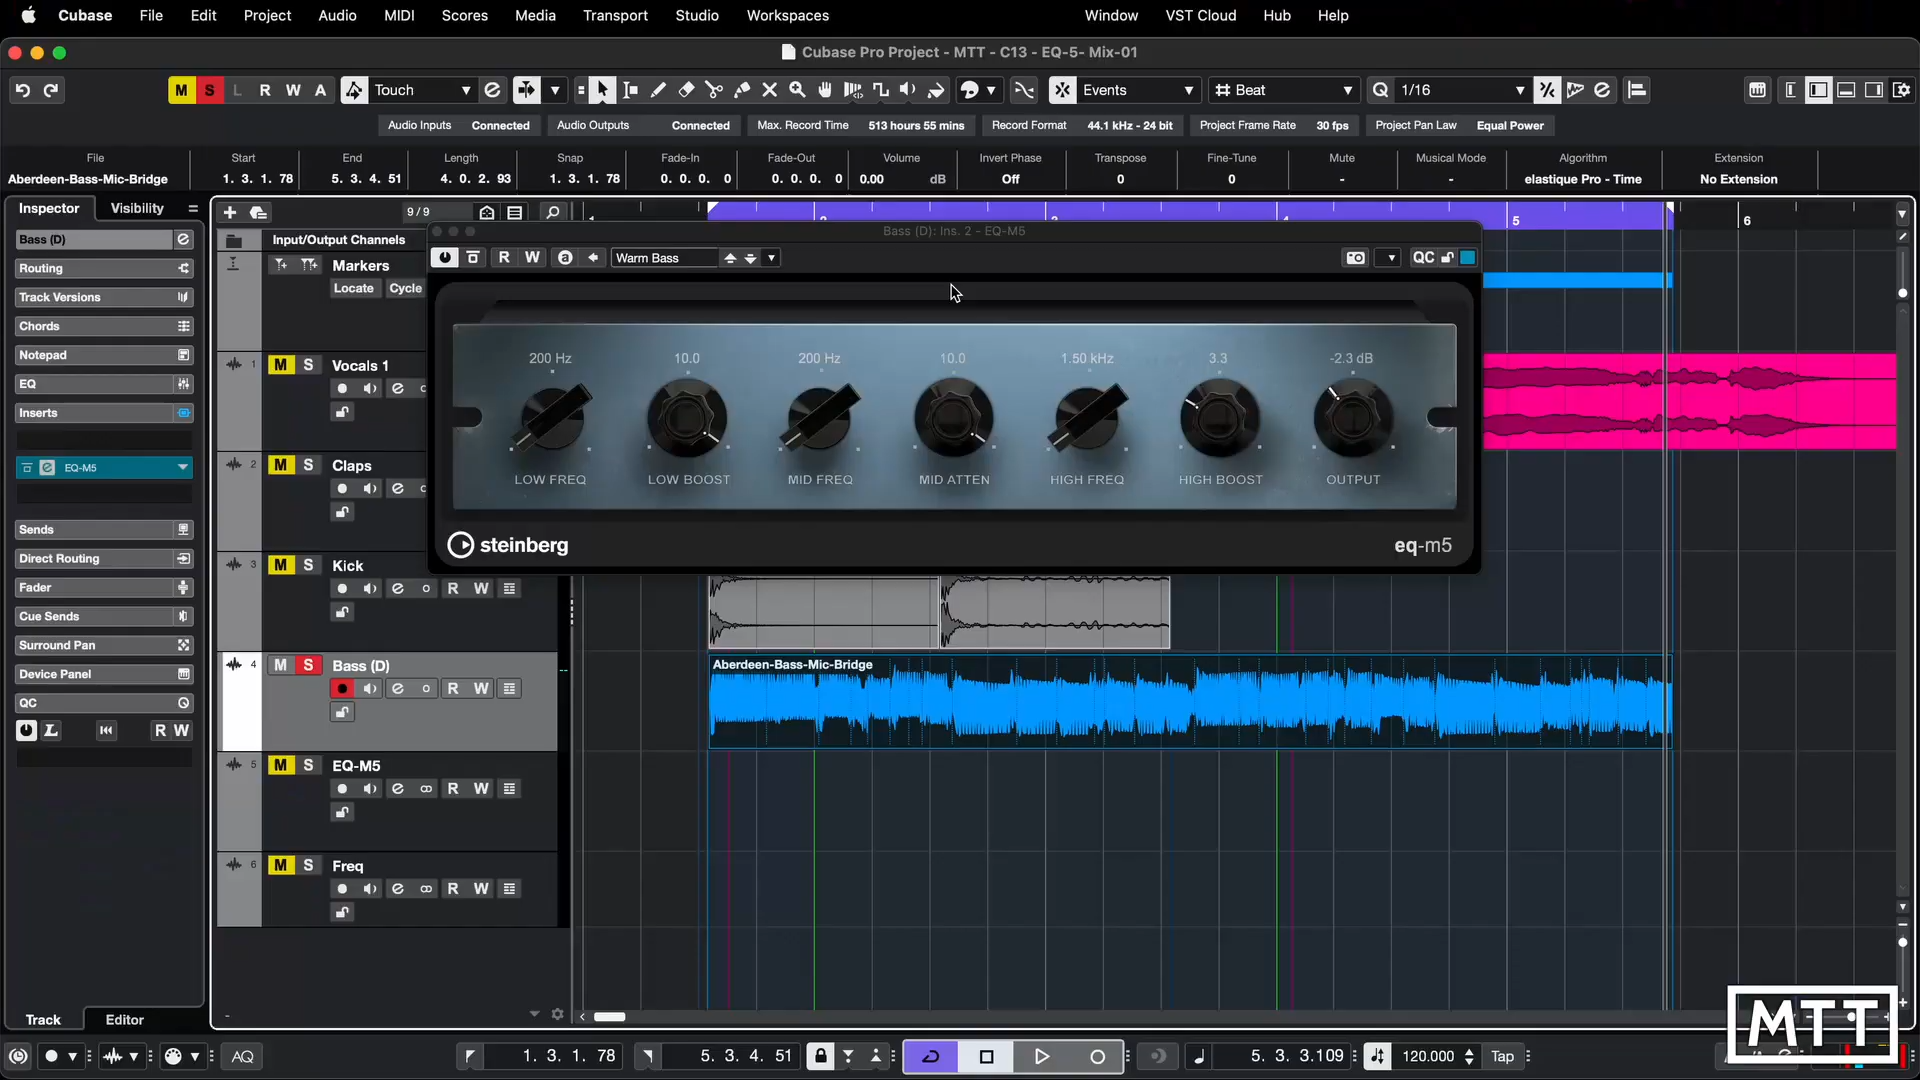 Cubase File Edit Project Audio MIDI Scores Media Transport Studio Workspaces Window VST Cloud Hub Help
Cubase Pro Project - MTT - C13 - EQ-5- Mix-01
M S L R W A Touch Events Beat 1/16
Audio Inputs Connected Audio Outputs Connected Max. Record Time 513 hours 55 mins Record Format 44.1 kHz - 24 bit Project Frame Rate 30 fps Project Pan Law Equal Power
File Start End Length Snap Fade-In Fade-Out Volume Invert Phase Transpose Fine-Tune Mute Musical Mode Algorithm Extension
Aberdeen-Bass-Mic-Bridge 1. 3. 1. 78 5. 3. 4. 51 4. 0. 2. 93 1. 3. 1. 78 0. 0. 0. 0 0. 0. 0. 0 0.00 dB Off 0 0 - - elastique Pro - Time No Extension
Inspector Visibility
9/9
5 6
Bass (D)
Routing
Track Versions
Chords
Notepad
EQ
Inserts
EQ-M5
Sends
Direct Routing
Fader
Cue Sends
Surround Pan
Device Panel
QC
L R W
Track Editor
Input/Output Channels
Markers
Locate Cycle
1 M S Vocals 1
2 M S Claps
3 M S Kick
R W
4 M S Bass (D)
R W
5 M S EQ-M5
R W
6 M S Freq
R W
Bass (D): Ins. 2 - EQ-M5
R W a Warm Bass QC
200 Hz 10.0 200 Hz 10.0 1.50 kHz 3.3 -2.3 dB
LOW FREQ LOW BOOST MID FREQ MID ATTEN HIGH FREQ HIGH BOOST OUTPUT
steinberg eq-m5
Aberdeen-Bass-Mic-Bridge
MTT
AQ 1. 3. 1. 78 5. 3. 4. 51 5. 3. 3.109 120.000 Tap